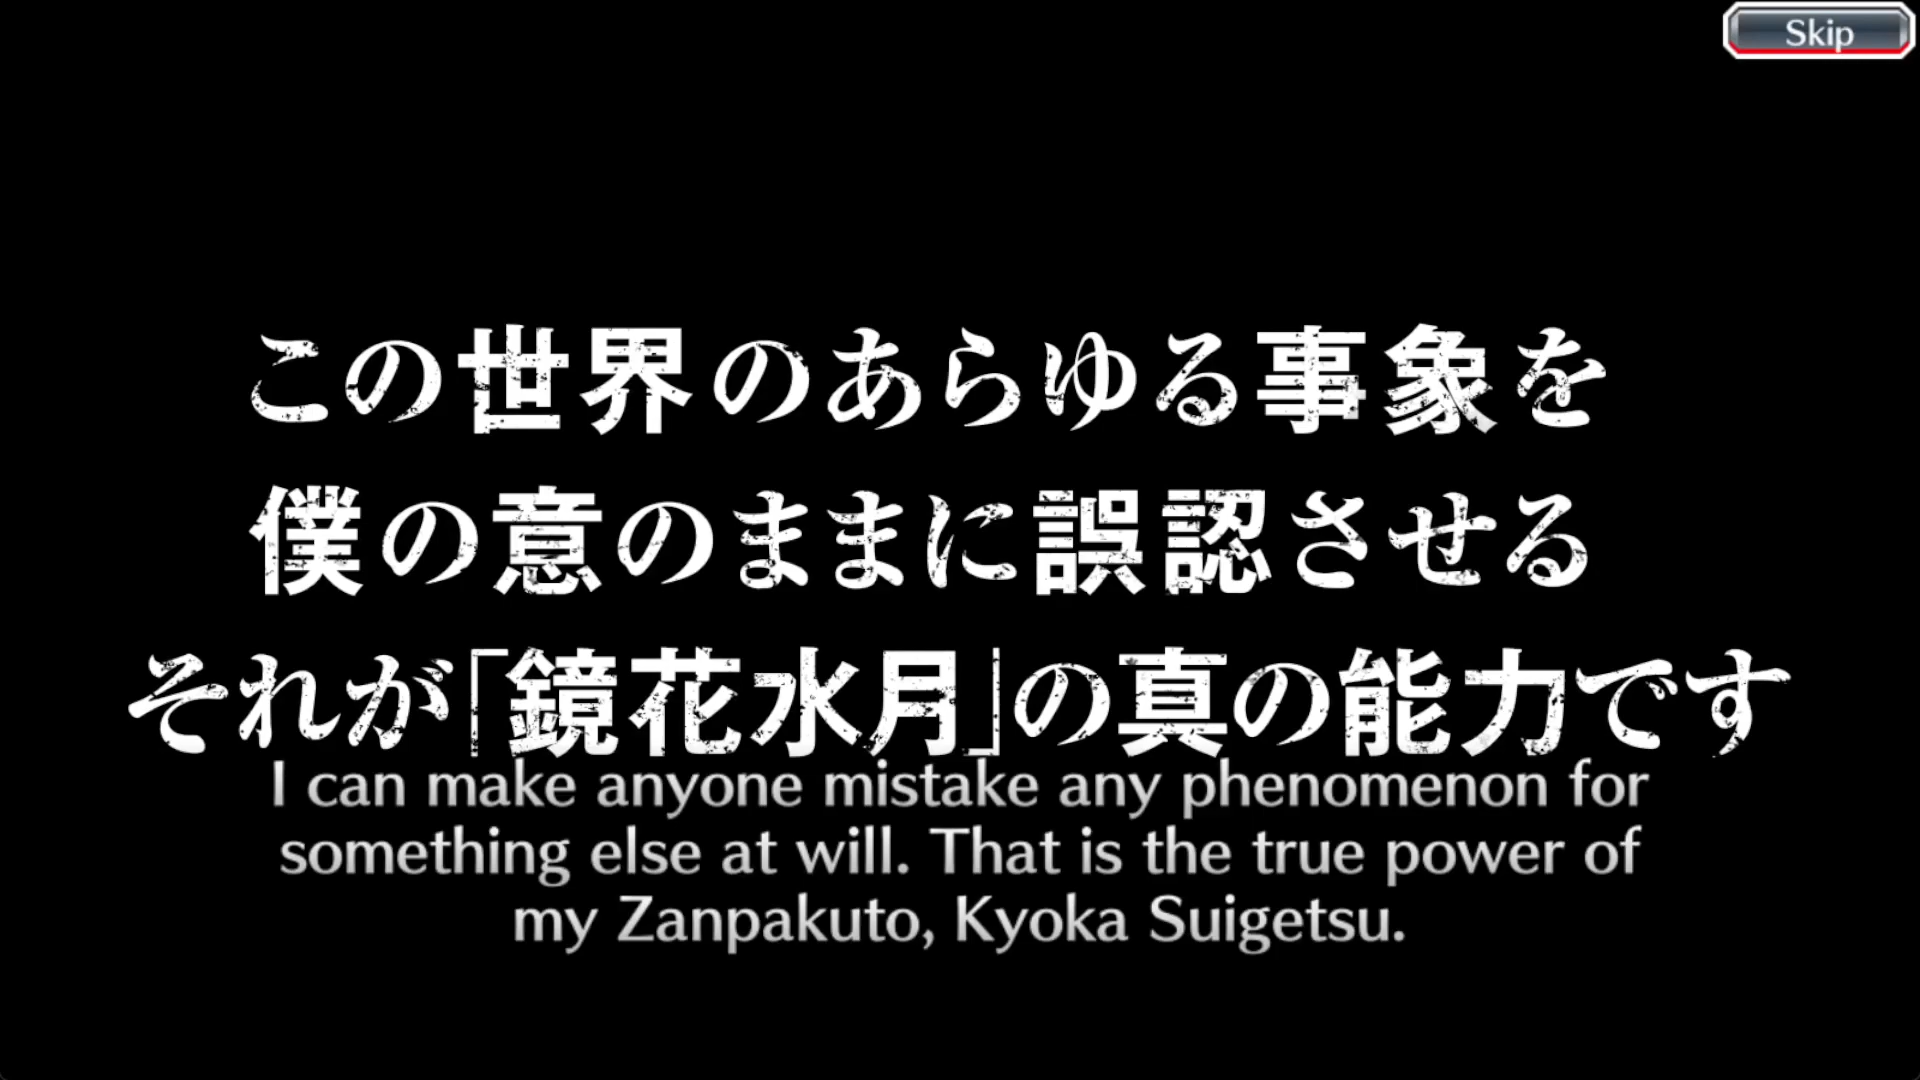 Skip
この世界のあらゆる事象を
僕の意のままに誤認させる
それが「鏡花水月」の真の能力です
I can make anyone mistake any phenomenon for
something else at will. That is the true power of
my Zanpakuto, Kyoka Suigetsu.